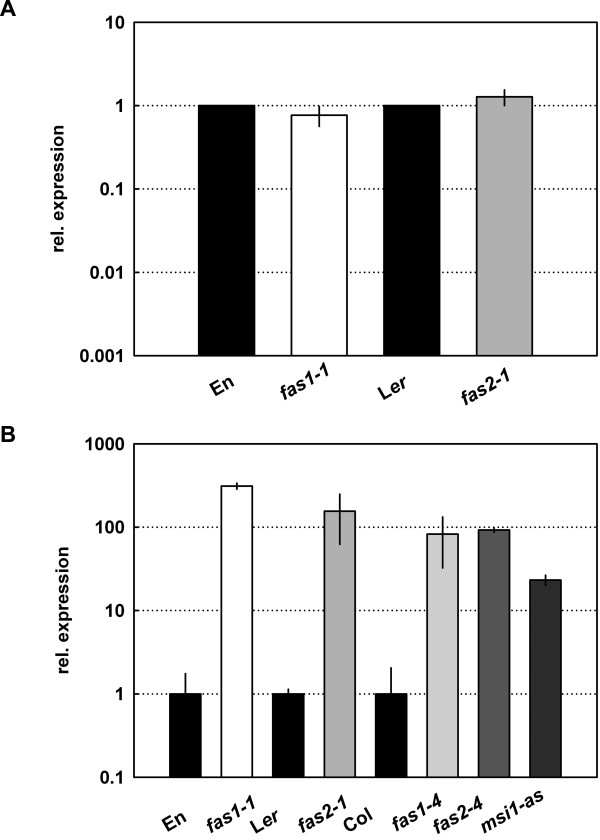 A
10
1
0.1
0.01
0.001
rel. expression
En
fas1-1
Ler
fas2-1
B
1000
100
10
1
0.1
rel. expression
En
fas1-1
Ler
fas2-1
Col
fas1-4
fas2-4
msi1-as